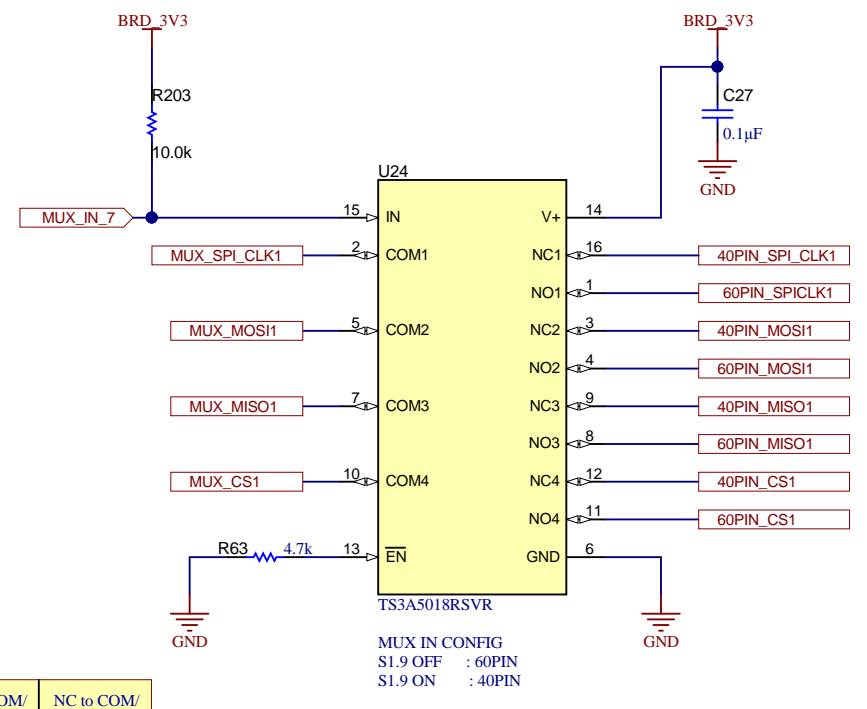 BRD_3V3
BRD_3V3
R203
C27
0.1µF
10.0k
GND
U24
MUX_IN_7
15
IN
V+
14
MUX_SPI_CLK1
2
COM1
NC1
16
40PIN_SPI_CLK1
NO1
1
60PIN_SPICLK1
MUX_MOSI1
5
COM2
NC2
3
40PIN_MOSI1
NO2
4
60PIN_MOSI1
MUX_MISO1
7
COM3
NC3
9
40PIN_MISO1
NO3
8
60PIN_MISO1
MUX_CS1
10
COM4
NC4
12
40PIN_CS1
NO4
11
60PIN_CS1
R63
4.7k
13
EN
GND
6
TS3A5018RSVR
GND
GND
MUX IN CONFIG
S1.9 OFF : 60PIN
S1.9 ON : 40PIN
NC to COM/